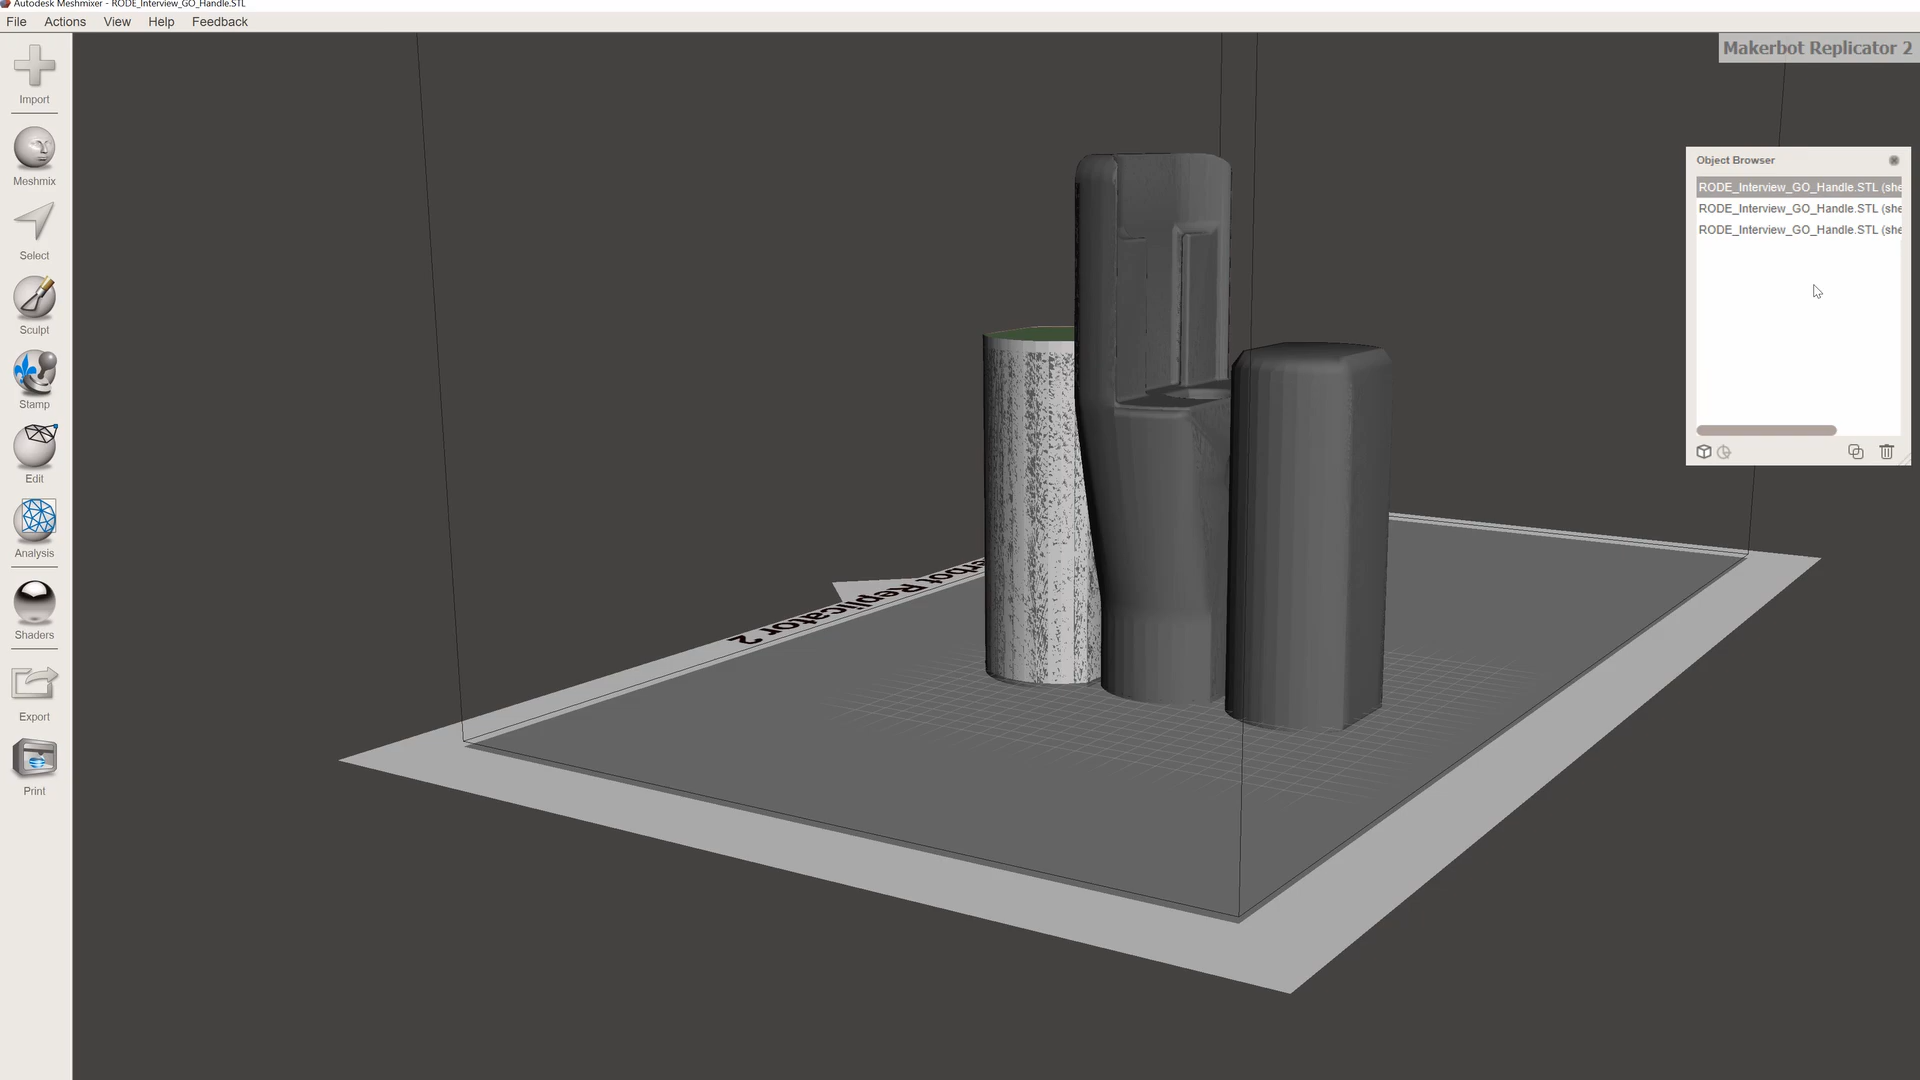 Autodesk Meshmixer - RODE_Interview_GO_Handle.STL
File Actions View Help Feedback
Makerbot Replicator 2
Import
Meshmix
Select
Sculpt
Stamp
Edit
Analysis
Shaders
Export
Print
Object Browser
RODE_Interview_GO_Handle.STL (she
RODE_Interview_GO_Handle.STL (she
RODE_Interview_GO_Handle.STL (she
erbot Replicator 2